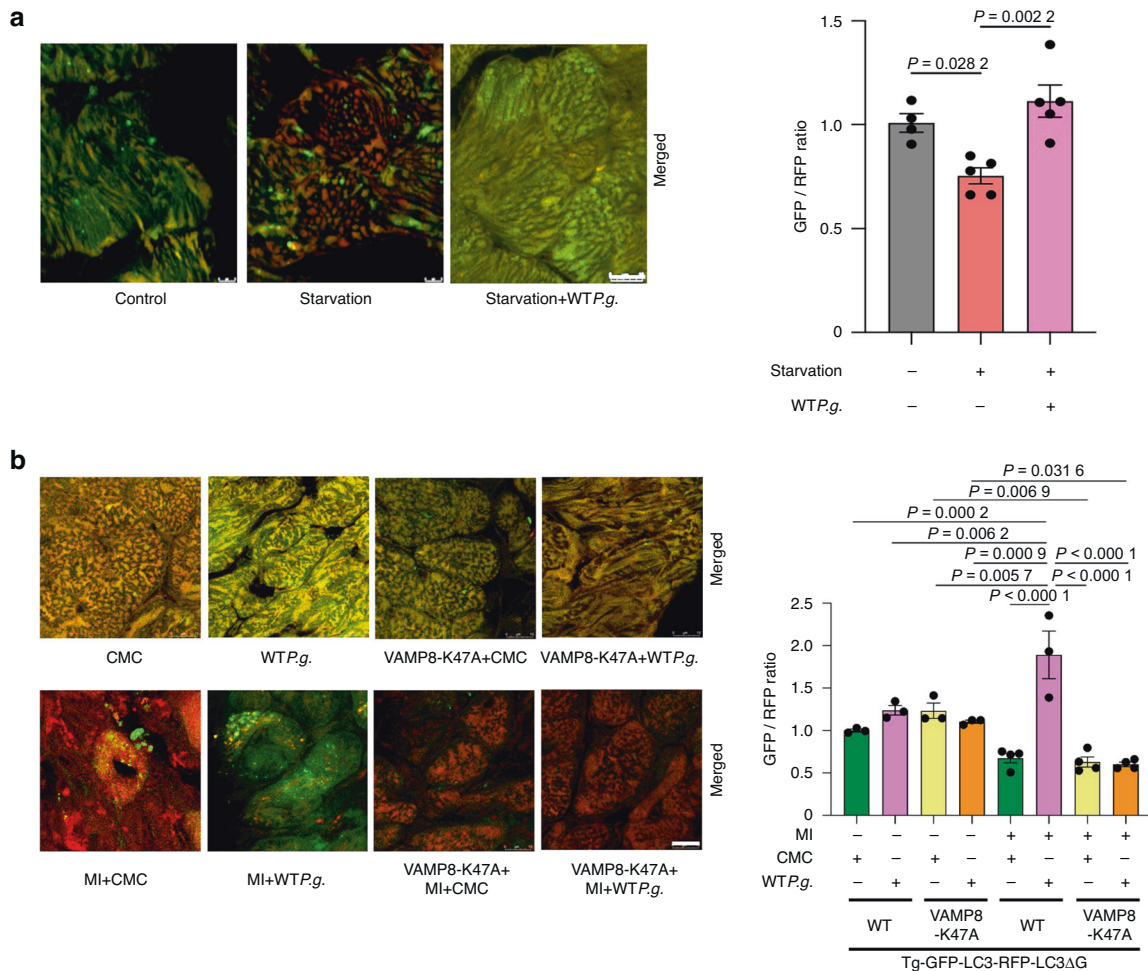 a
Control
Starvation
Starvation+WTP.g.
Merged
P = 0.002 2
P = 0.028 2
1.5
1.0
0.5
0
GFP / RFP ratio
Starvation – + +
WTP.g. – – +
b
CMC
WTP.g.
VAMP8-K47A+CMC
VAMP8-K47A+WTP.g.
Merged
MI+CMC
MI+WTP.g.
VAMP8-K47A+
MI+CMC
VAMP8-K47A+
MI+WTP.g.
Merged
P = 0.031 6
P = 0.006 9
P = 0.000 2
P = 0.006 2
P = 0.000 9 P < 0.000 1
P = 0.005 7 P < 0.000 1
P < 0.000 1
2.5
2.0
1.5
1.0
0.5
0
GFP / RFP ratio
MI – – – – + + + +
CMC + – + – + – + –
WTP.g. – + – + – + – +
WT VAMP8 WT VAMP8
-K47A -K47A
Tg-GFP-LC3-RFP-LC3ΔG